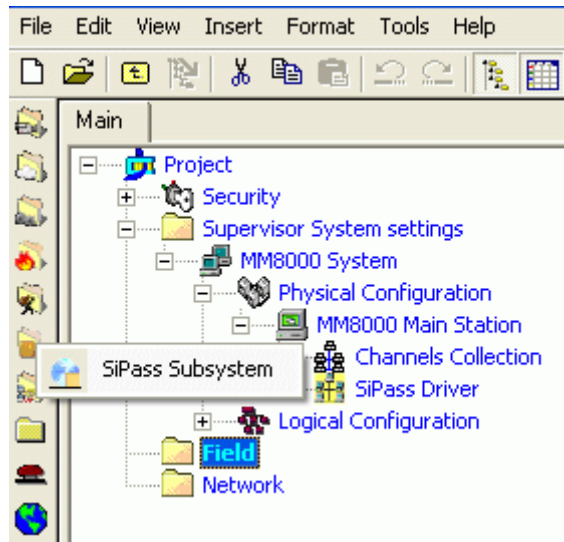 File Edit View Insert Format Tools Help
Main
Project
Security
Supervisor System settings
MM8000 System
Physical Configuration
MM8000 Main Station
Channels Collection
SiPass Subsystem
SiPass Driver
Logical Configuration
Field
Network